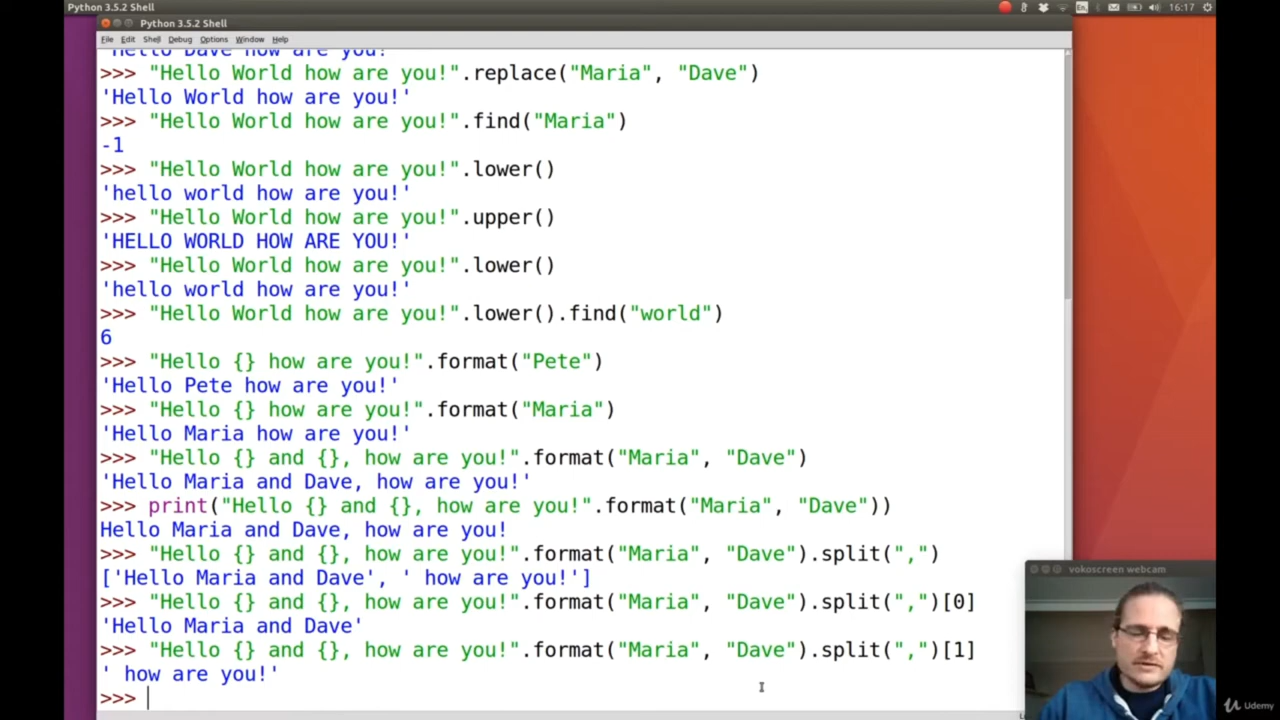 Python 3.5.2 Shell
En
16:17
Python 3.5.2 Shell
File Edit Shell Debug Options Window Help
'Hello Dave how are you!'
>>> "Hello World how are you!".replace("Maria", "Dave")
'Hello World how are you!'
>>> "Hello World how are you!".find("Maria")
-1
>>> "Hello World how are you!".lower()
'hello world how are you!'
>>> "Hello World how are you!".upper()
'HELLO WORLD HOW ARE YOU!'
>>> "Hello World how are you!".lower()
'hello world how are you!'
>>> "Hello World how are you!".lower().find("world")
6
>>> "Hello {} how are you!".format("Pete")
'Hello Pete how are you!'
>>> "Hello {} how are you!".format("Maria")
'Hello Maria how are you!'
>>> "Hello {} and {}, how are you!".format("Maria", "Dave")
'Hello Maria and Dave, how are you!'
>>> print("Hello {} and {}, how are you!".format("Maria", "Dave"))
Hello Maria and Dave, how are you!
>>> "Hello {} and {}, how are you!".format("Maria", "Dave").split(",")
['Hello Maria and Dave', ' how are you!']
>>> "Hello {} and {}, how are you!".format("Maria", "Dave").split(",")[0]
'Hello Maria and Dave'
>>> "Hello {} and {}, how are you!".format("Maria", "Dave").split(",")[1]
' how are you!'
>>>
vokoscreen webcam
Udemy